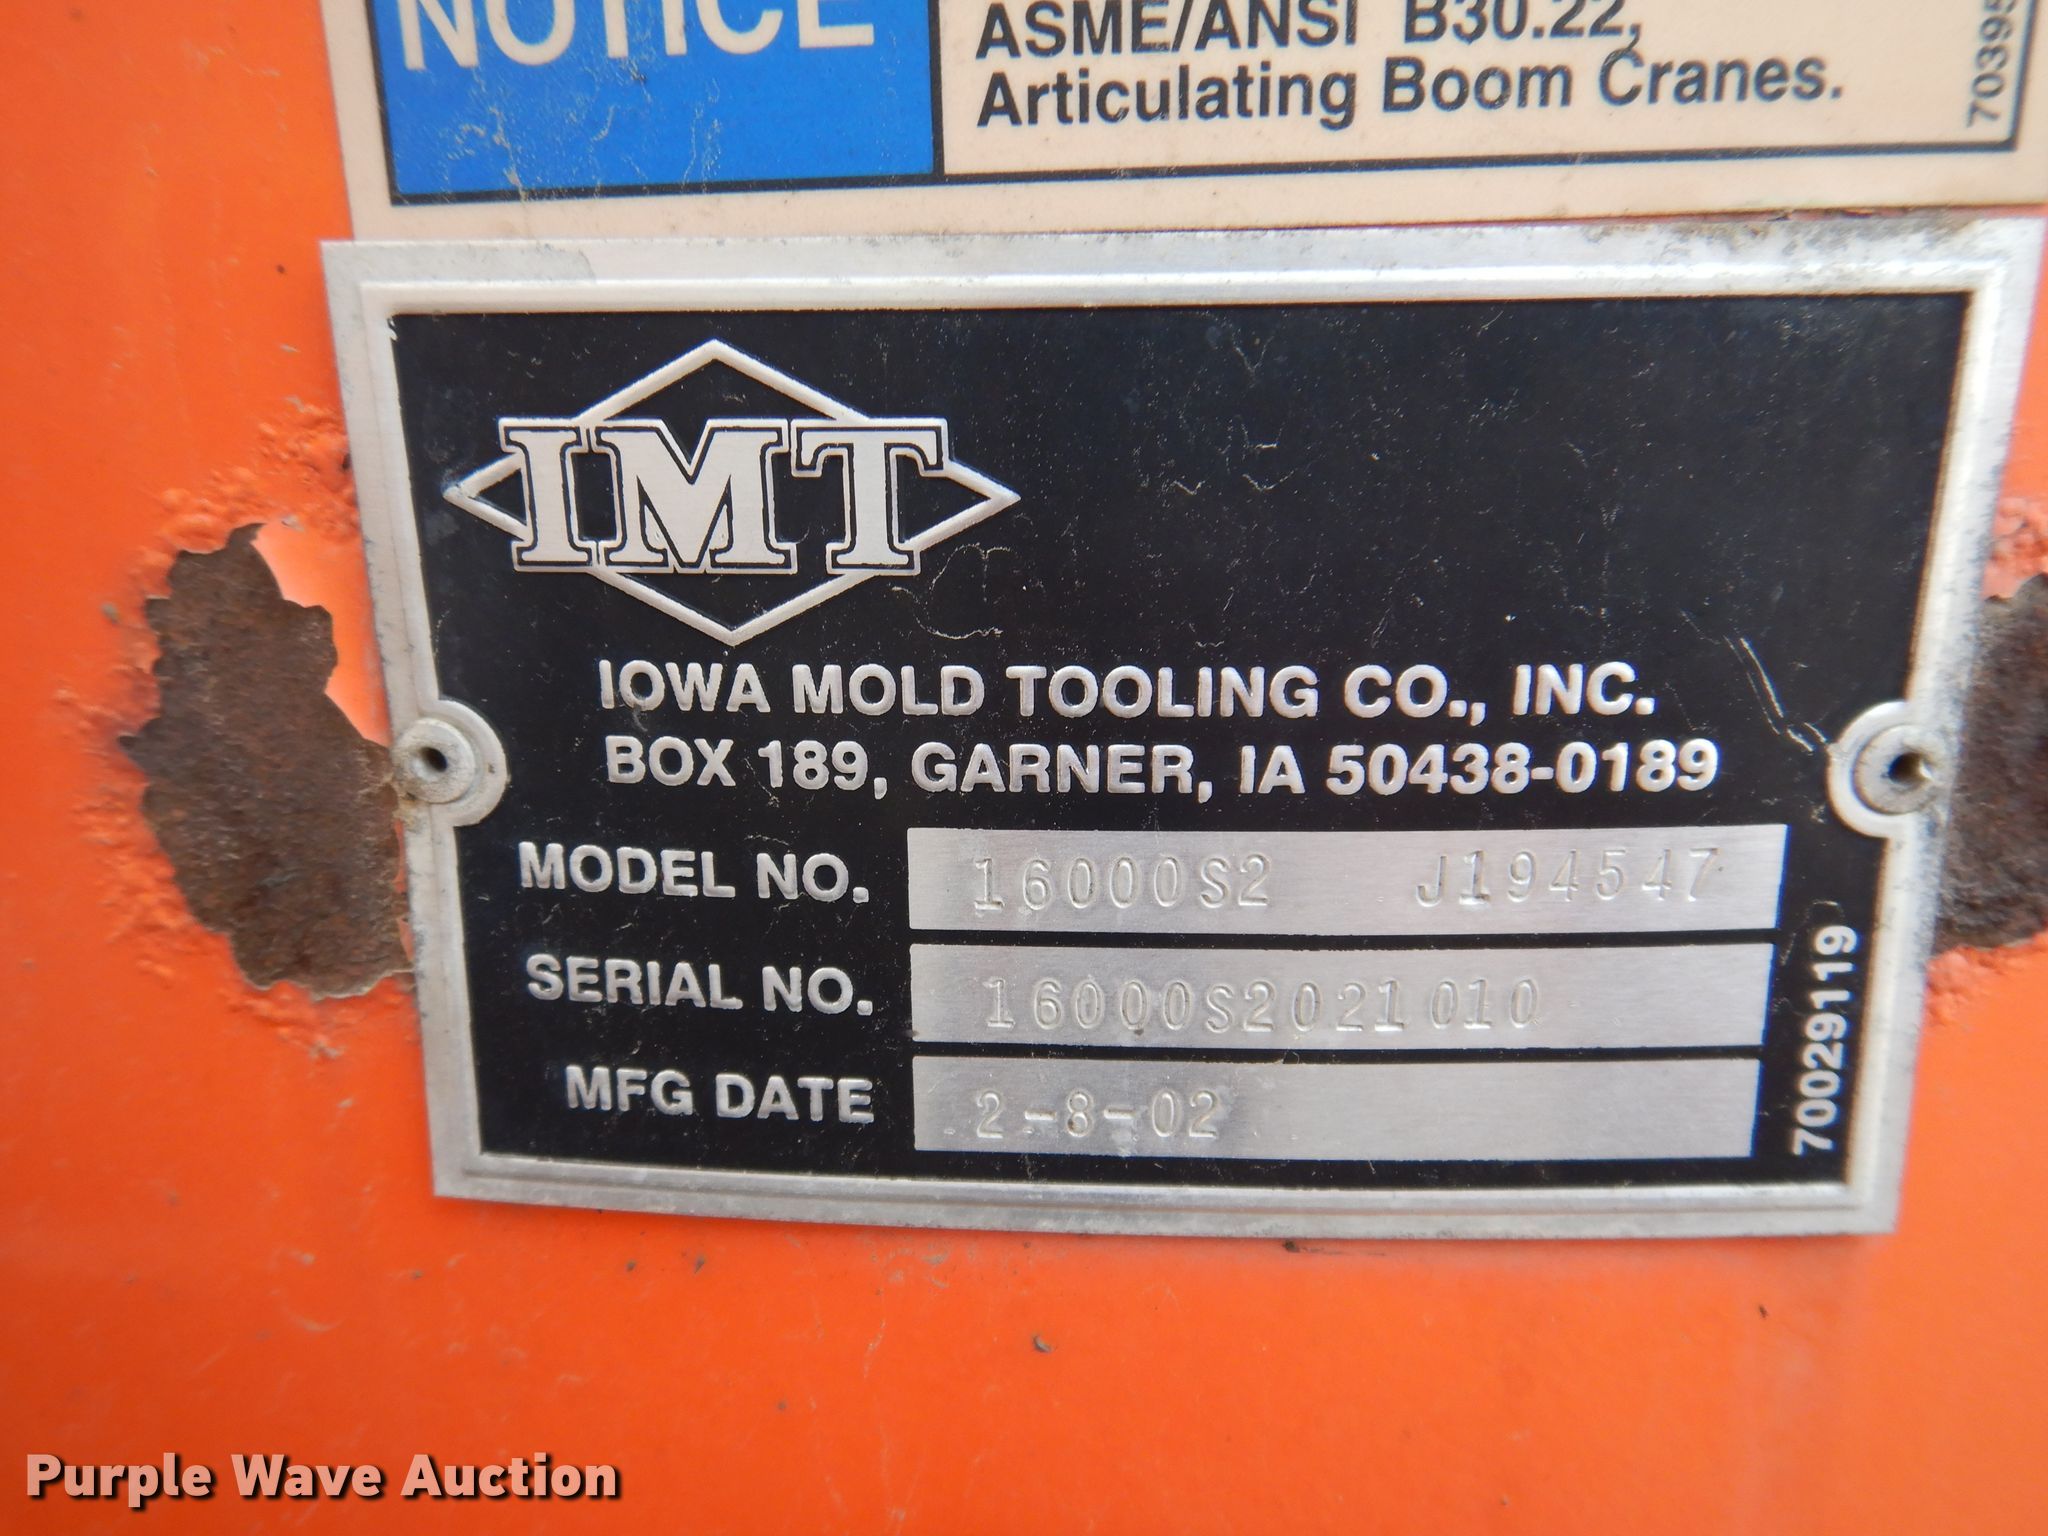 NOTICE
ASME/ANSI B30.22,
Articulating Boom Cranes.
70395
IMT
IOWA MOLD TOOLING CO., INC.
BOX 189, GARNER, IA 50438-0189
MODEL NO. 16000S2 J194547
SERIAL NO. 16000S2021010
MFG DATE 2-8-02
70029119
Purple Wave Auction